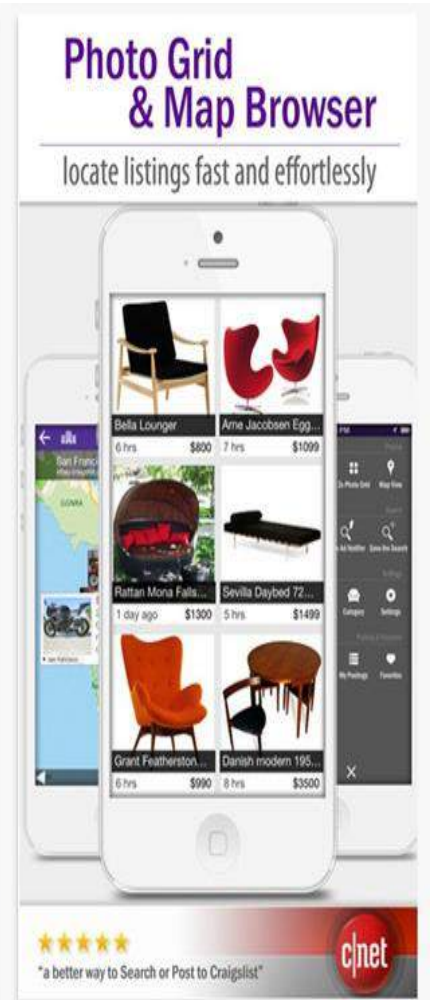 Photo Grid
& Map Browser
locate listings fast and effortlessly
Bella Lounger
6 hrs $800
Arne Jacobsen Egg...
7 hrs $1099
Rattan Mona Falls...
1 day ago $1300
Sevilla Daybed 72...
5 hrs $1499
Grant Featherston...
6 hrs $990
Danish modern 195...
8 hrs $3500
San Franc
SONOMA
Map View
Category
Settings
My Postings
Favorites
"a better way to Search or Post to Craigslist"
c|net